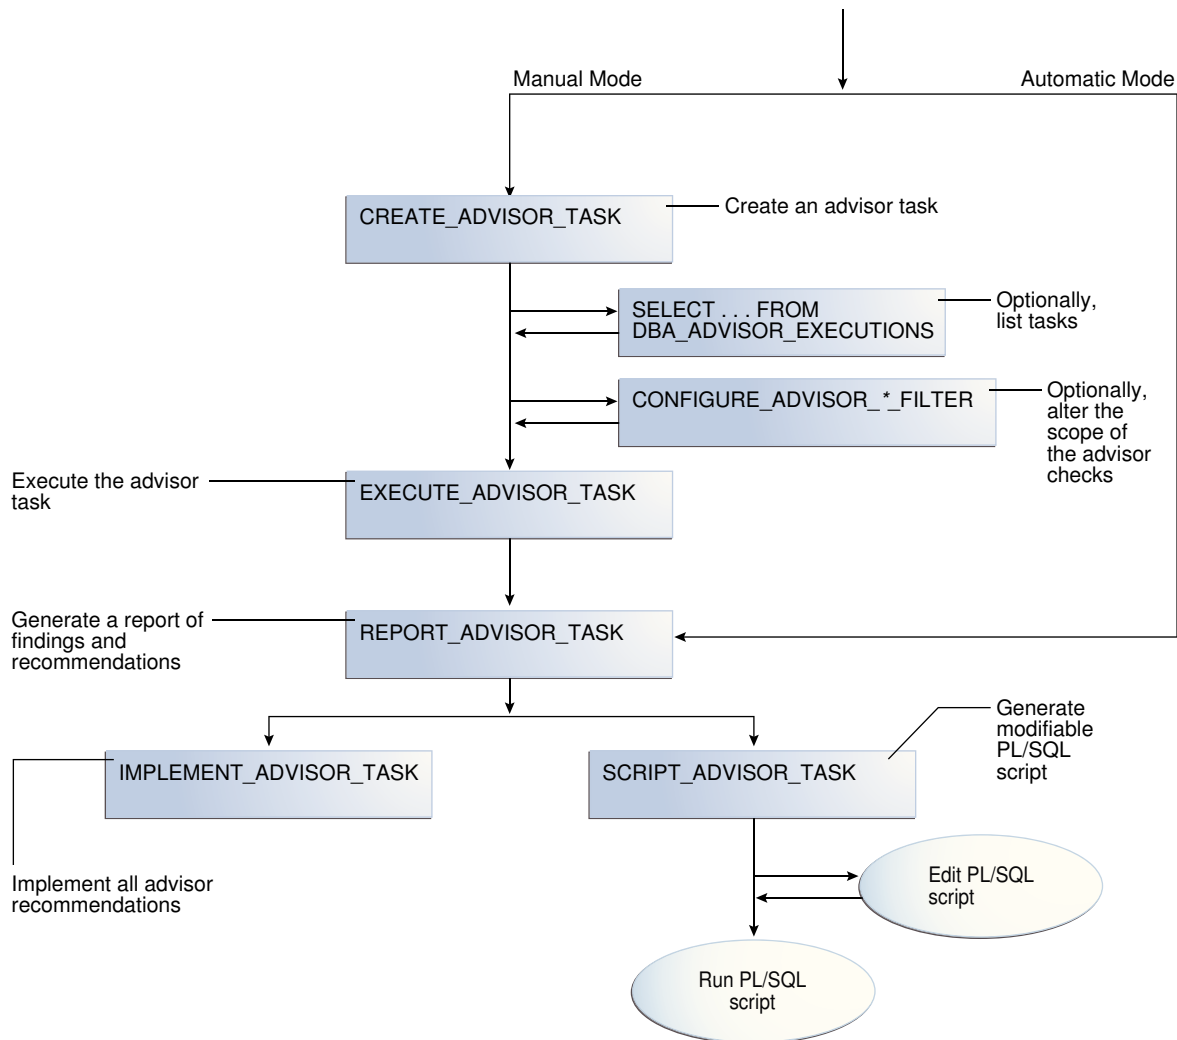 Manual Mode
Automatic Mode
CREATE_ADVISOR_TASK
Create an advisor task
SELECT . . . FROM
DBA_ADVISOR_EXECUTIONS
Optionally,
list tasks
CONFIGURE_ADVISOR_*_FILTER
Optionally,
alter the
scope of
the advisor
checks
Execute the advisor
task
EXECUTE_ADVISOR_TASK
Generate a report of
findings and
recommendations
REPORT_ADVISOR_TASK
IMPLEMENT_ADVISOR_TASK
SCRIPT_ADVISOR_TASK
Generate
modifiable
PL/SQL
script
Implement all advisor
recommendations
Edit PL/SQL
script
Run PL/SQL
script